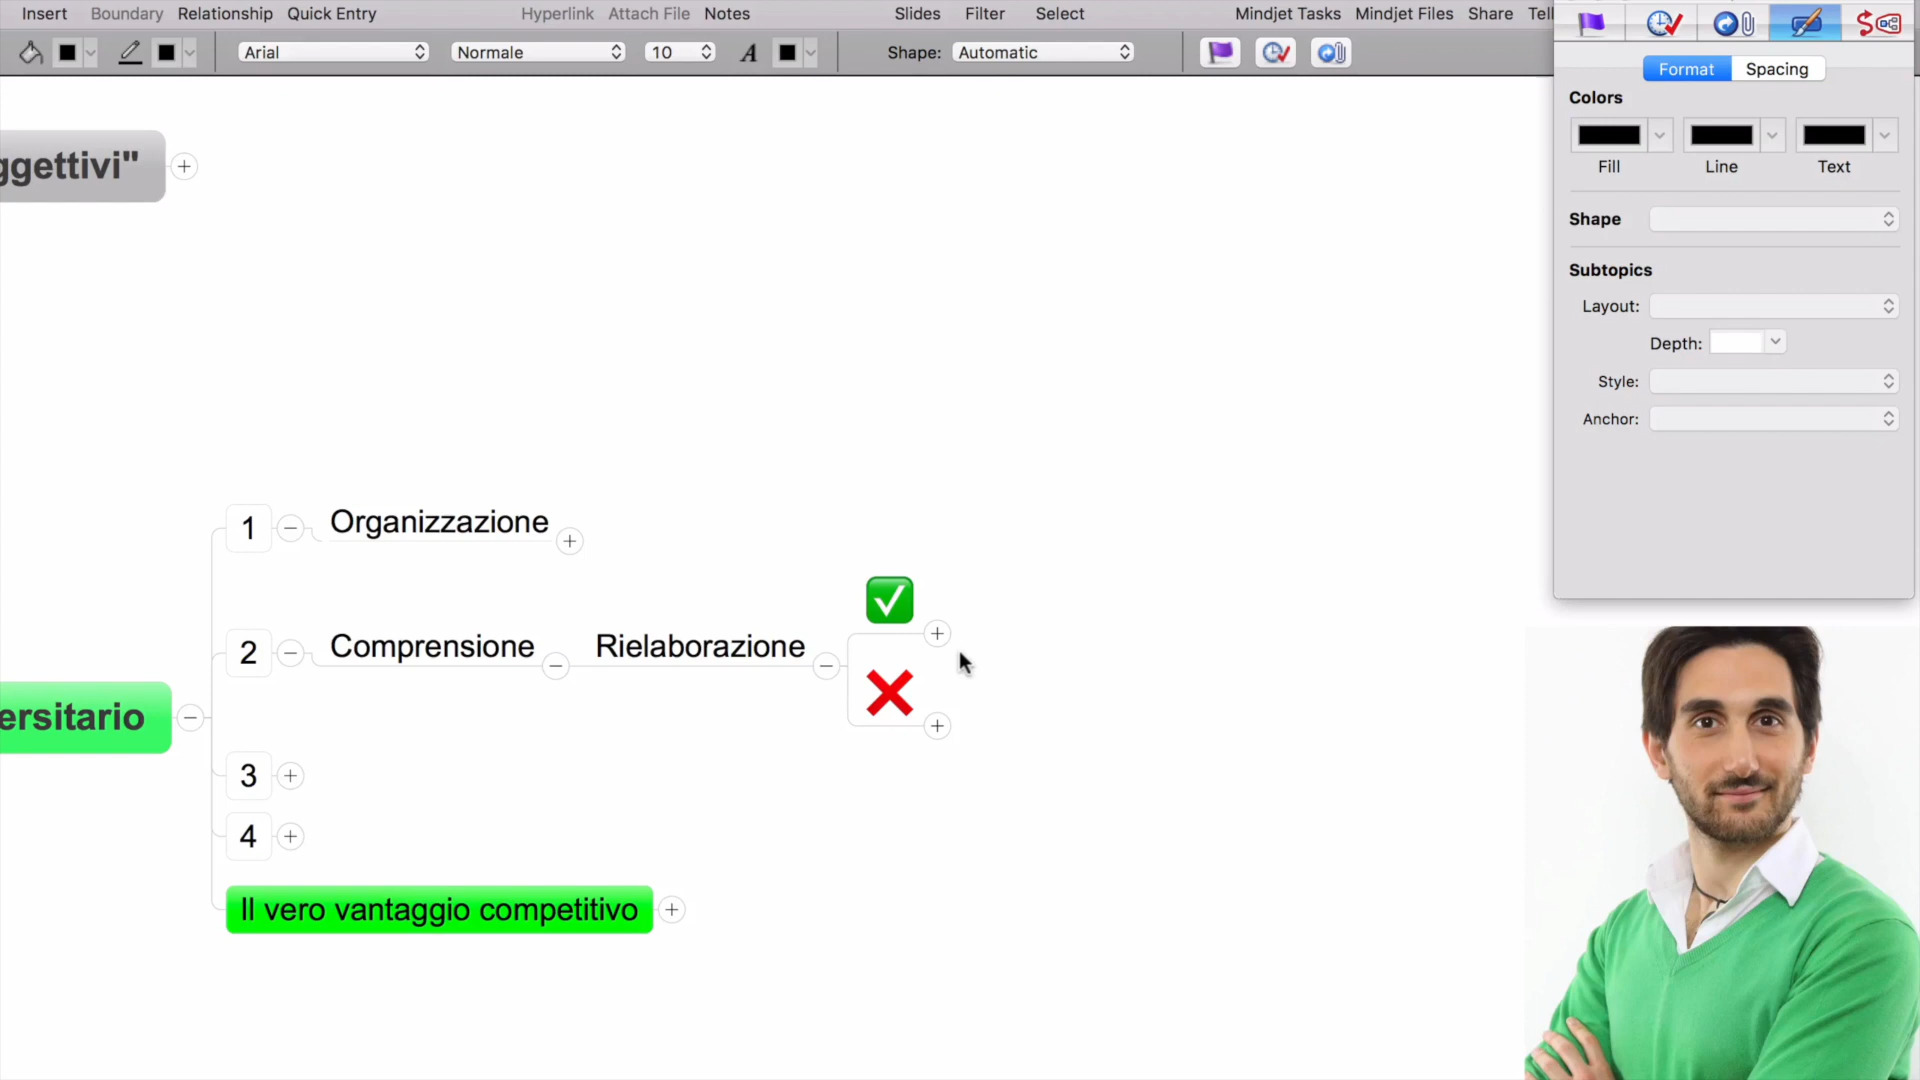 Insert Boundary Relationship Quick Entry Hyperlink Attach File Notes Slides Filter Select Mindjet Tasks Mindjet Files Share Tell
Arial Normale 10 A Shape: Automatic
Format Spacing
Colors
Fill Line Text
Shape
Subtopics
Layout:
Depth:
Style:
Anchor:
ggettivi"
1 Organizzazione
2 Comprensione Rielaborazione
ersitario
3
4
Il vero vantaggio competitivo